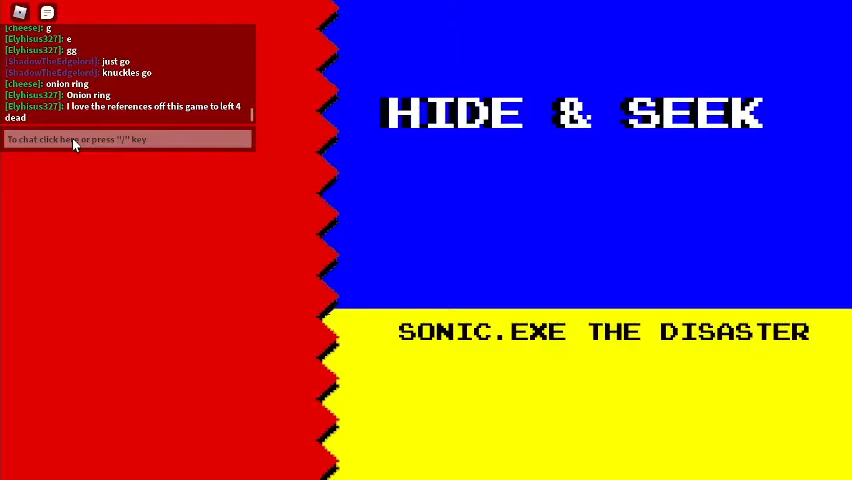 [cheese]: g
[Elyhisus327]: e
[Elyhisus327]: gg
[ShadowTheEdgelord]: just go
[ShadowTheEdgelord]: knuckles go
[cheese]: onion ring
[Elyhisus327]: Onion ring
[Elyhisus327]: I love the references off this game to left 4
dead
To chat click here or press "/" key
HIDE & SEEK
SONIC.EXE THE DISASTER